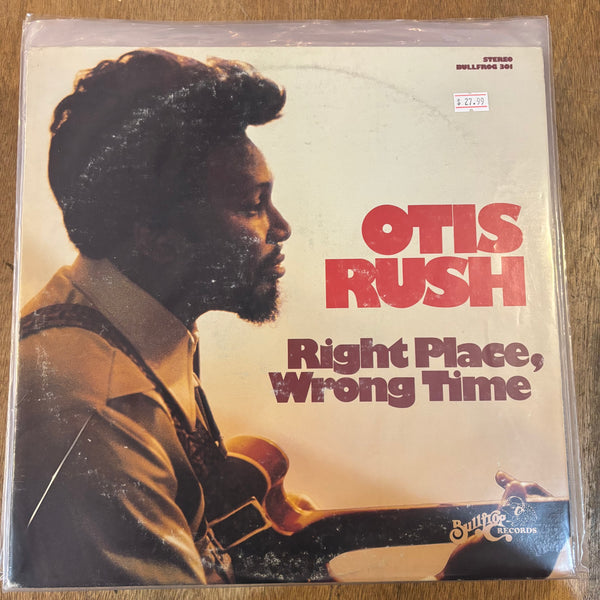 STEREO
BULLFROG 301
$ 27.99
OTIS
RUSH
Right Place,
Wrong Time
Bullfrog
RECORDS